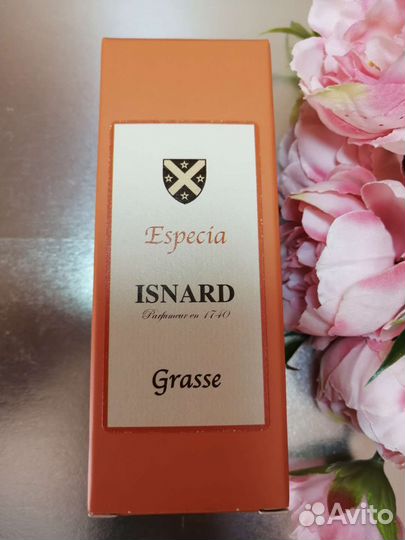 Especia
ISNARD
Parfumeur en 1740
Grasse
Avito